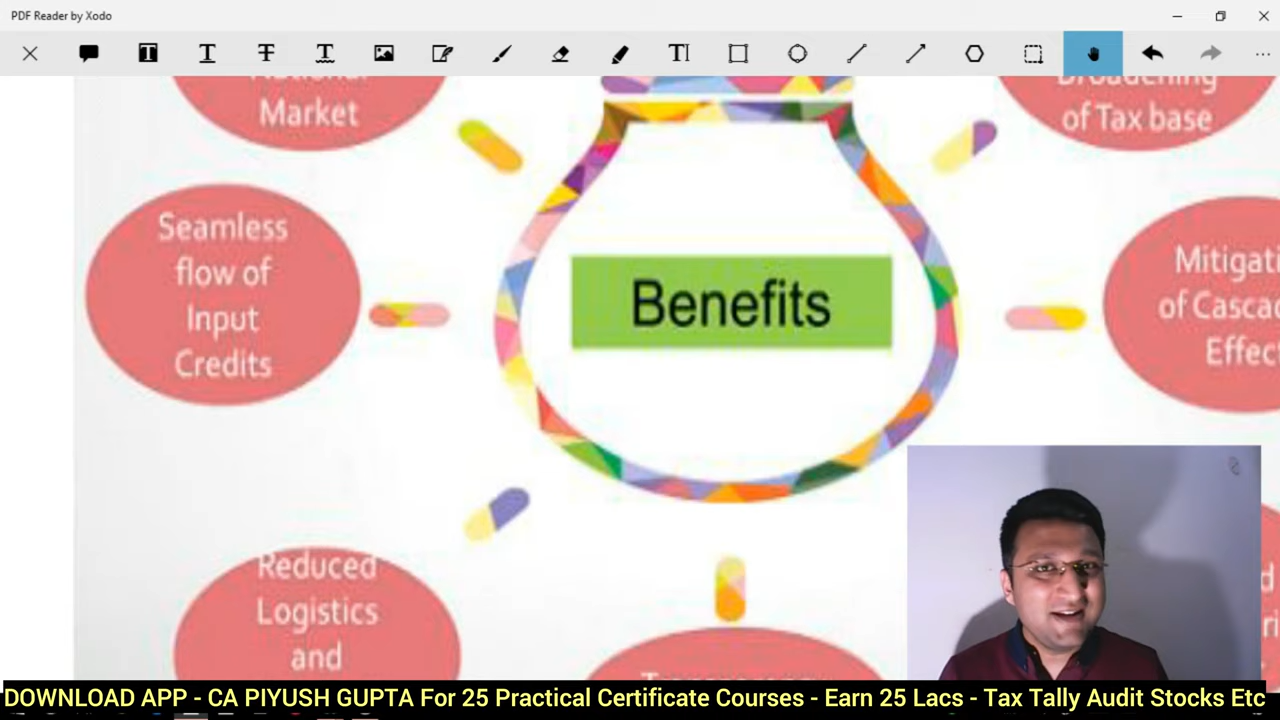 PDF Reader by Xodo
Market
of Tax base
Seamless
flow of
Input
Credits
Benefits
Reduced
Logistics
and
DOWNLOAD APP - CA PIYUSH GUPTA For 25 Practical Certificate Courses - Earn 25 Lacs - Tax Tally Audit Stocks Etc